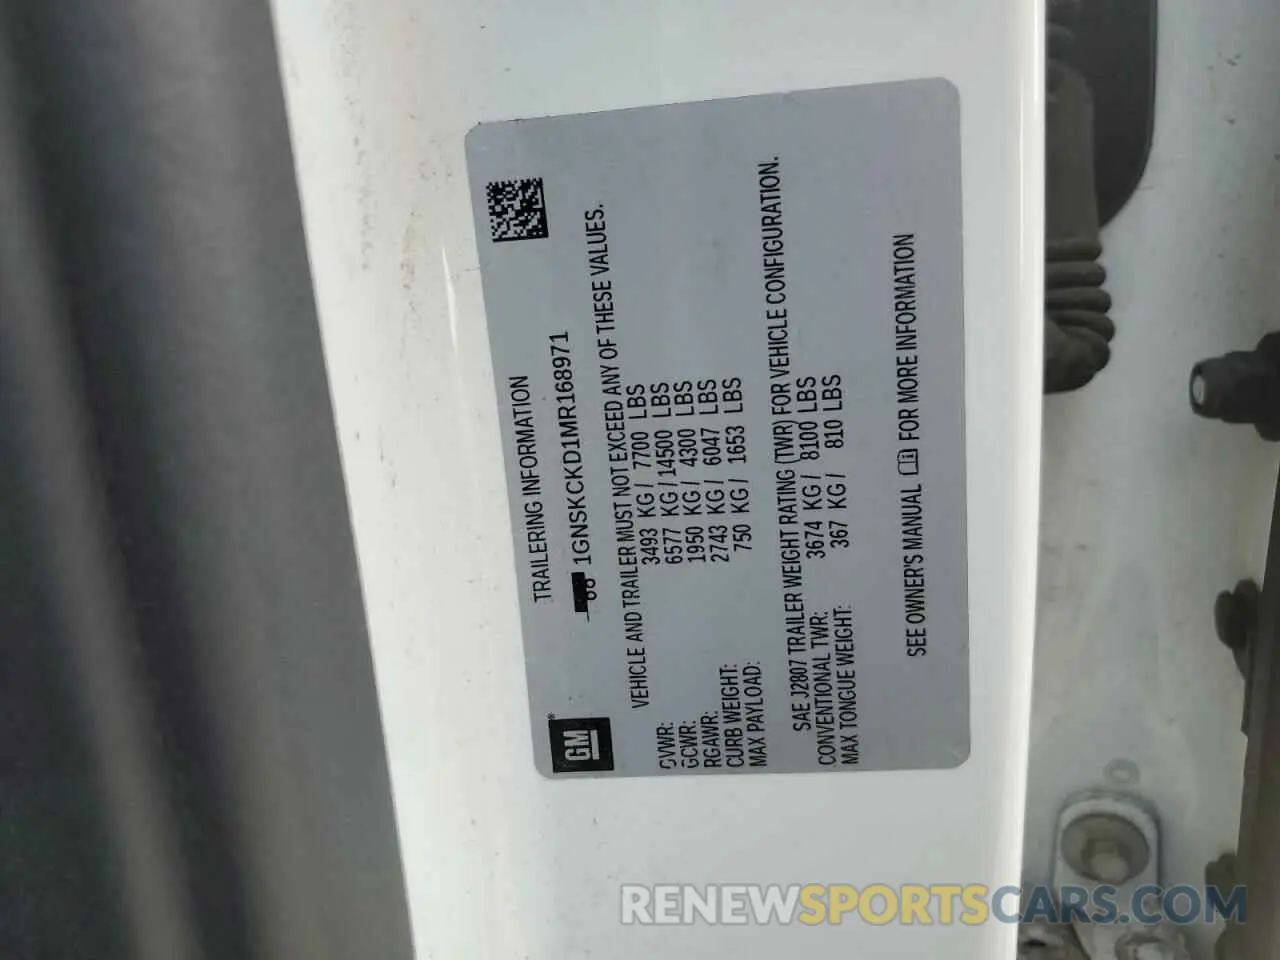 TRAILERING INFORMATION
1GNSKCKD1MR168971
GM®
VEHICLE AND TRAILER MUST NOT EXCEED ANY OF THESE VALUES.
GVWR: 3493 KG / 7700 LBS
GCWR: 6577 KG / 14500 LBS
RGAWR: 1950 KG / 4300 LBS
CURB WEIGHT: 2743 KG / 6047 LBS
MAX PAYLOAD: 750 KG / 1653 LBS
SAE J2807 TRAILER WEIGHT RATING (TWR) FOR VEHICLE CONFIGURATION.
CONVENTIONAL TWR: 3674 KG / 8100 LBS
MAX TONGUE WEIGHT: 367 KG / 810 LBS
SEE OWNER'S MANUAL FOR MORE INFORMATION
RENEWSPORTSCARS.COM